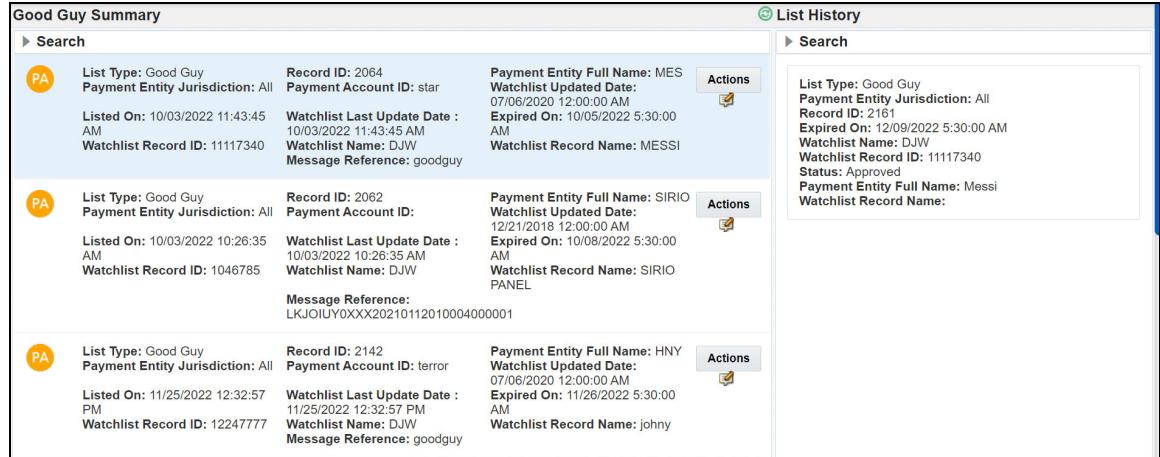 Good Guy Summary
List History
Search
PA
List Type: Good Guy
Payment Entity Jurisdiction: All
Listed On: 10/03/2022 11:43:45
AM
Watchlist Record ID: 11117340
Record ID: 2064
Payment Account ID: star
Watchlist Last Update Date :
10/03/2022 11:43:45 AM
Watchlist Name: DJW
Message Reference: goodguy
Payment Entity Full Name: MES
Watchlist Updated Date:
07/06/2020 12:00:00 AM
Expired On: 10/05/2022 5:30:00
AM
Watchlist Record Name: MESSI
Actions
PA
List Type: Good Guy
Payment Entity Jurisdiction: All
Listed On: 10/03/2022 10:26:35
AM
Watchlist Record ID: 1046785
Record ID: 2062
Payment Account ID:
Watchlist Last Update Date :
10/03/2022 10:26:35 AM
Watchlist Name: DJW
Message Reference:
LKJOIUY0XXX20210112010004000001
Payment Entity Full Name: SIRIO
Watchlist Updated Date:
12/21/2018 12:00:00 AM
Expired On: 10/08/2022 5:30:00
AM
Watchlist Record Name: SIRIO
PANEL
Actions
PA
List Type: Good Guy
Payment Entity Jurisdiction: All
Listed On: 11/25/2022 12:32:57
PM
Watchlist Record ID: 12247777
Record ID: 2142
Payment Account ID: terror
Watchlist Last Update Date :
11/25/2022 12:32:57 PM
Watchlist Name: DJW
Message Reference: goodguy
Payment Entity Full Name: HNY
Watchlist Updated Date:
07/06/2020 12:00:00 AM
Expired On: 11/26/2022 5:30:00
AM
Watchlist Record Name: johny
Actions
Search
List Type: Good Guy
Payment Entity Jurisdiction: All
Record ID: 2161
Expired On: 12/09/2022 5:30:00 AM
Watchlist Name: DJW
Watchlist Record ID: 11117340
Status: Approved
Payment Entity Full Name: Messi
Watchlist Record Name: